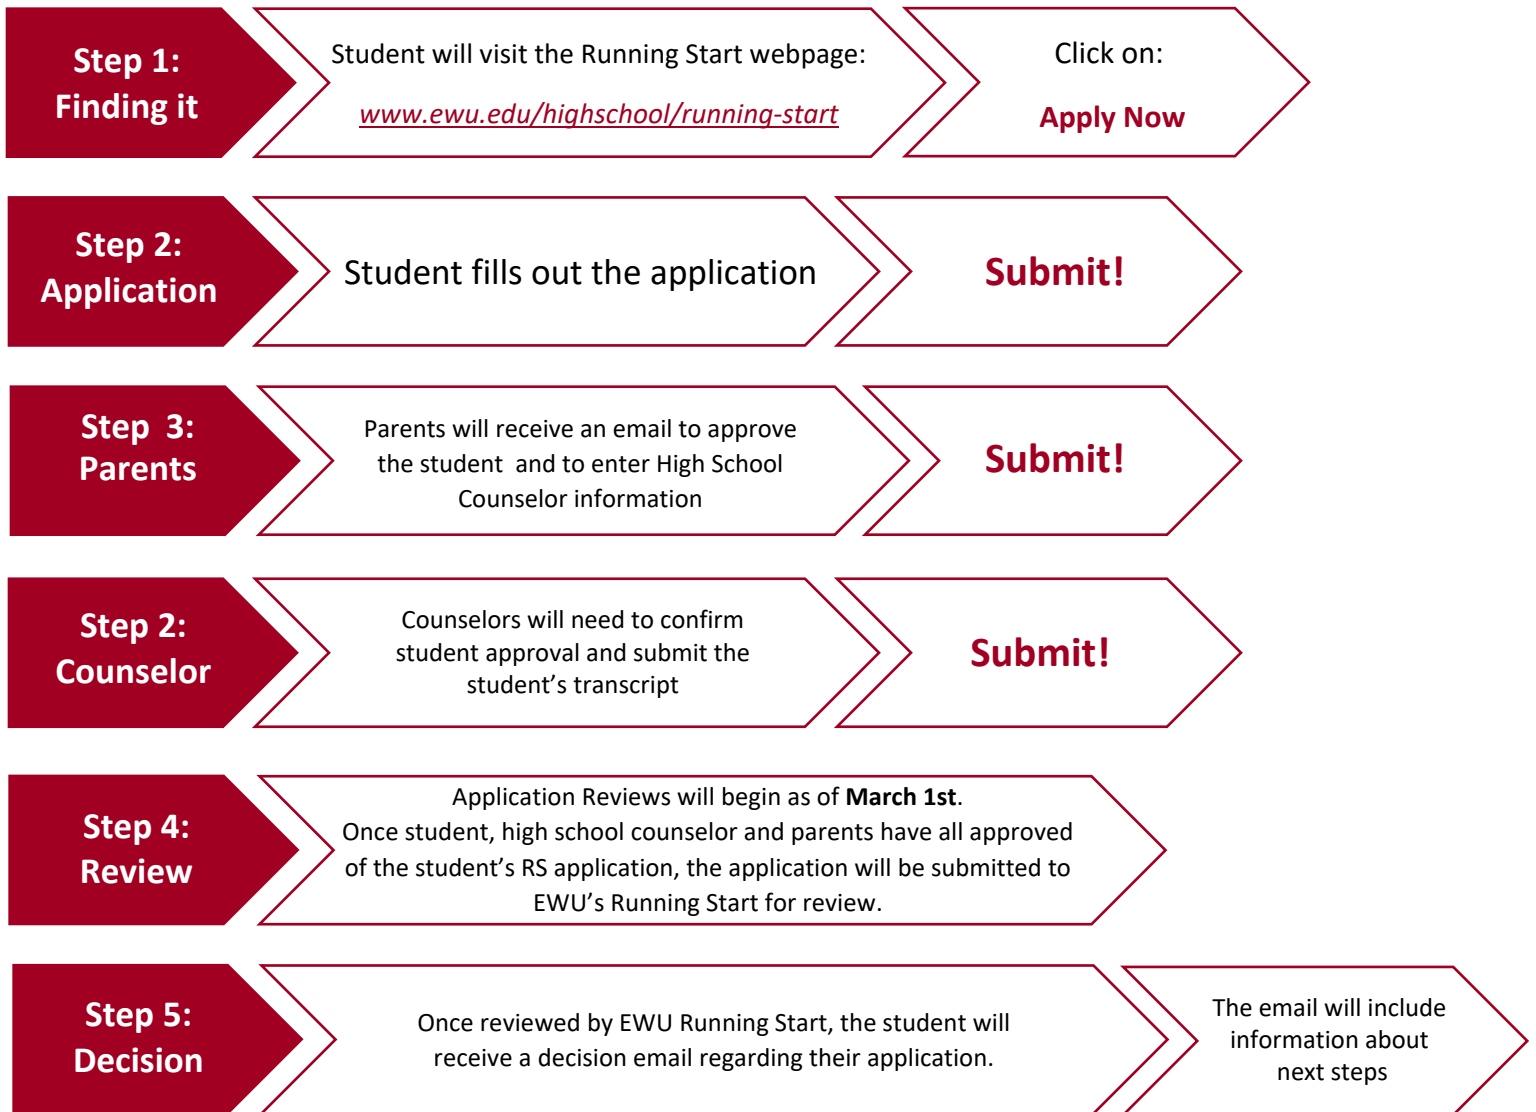 Step 1:
Finding it
Student will visit the Running Start webpage:
www.ewu.edu/highschool/running-start
Click on:
Apply Now
Step 2:
Application
Student fills out the application
Submit!
Step  3:
Parents
Parents will receive an email to approve
the student  and to enter High School
Counselor information
Submit!
Step 2:
Counselor
Counselors will need to confirm
student approval and submit the
student’s transcript
Submit!
Step 4:
Review
Application Reviews will begin as of March 1st.
Once student, high school counselor and parents have all approved
of the student’s RS application, the application will be submitted to
EWU’s Running Start for review.
Step 5:
Decision
Once reviewed by EWU Running Start, the student will
receive a decision email regarding their application.
The email will include
information about
next steps